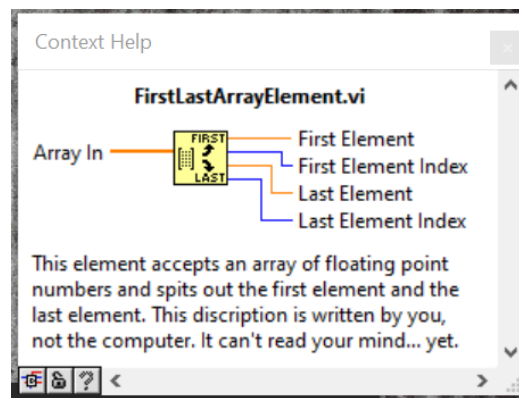 Context Help
FirstLastArrayElement.vi
Array In
FIRST
LAST
First Element
First Element Index
Last Element
Last Element Index
This element accepts an array of floating point
numbers and spits out the first element and the
last element. This discription is written by you,
not the computer. It can't read your mind... yet.